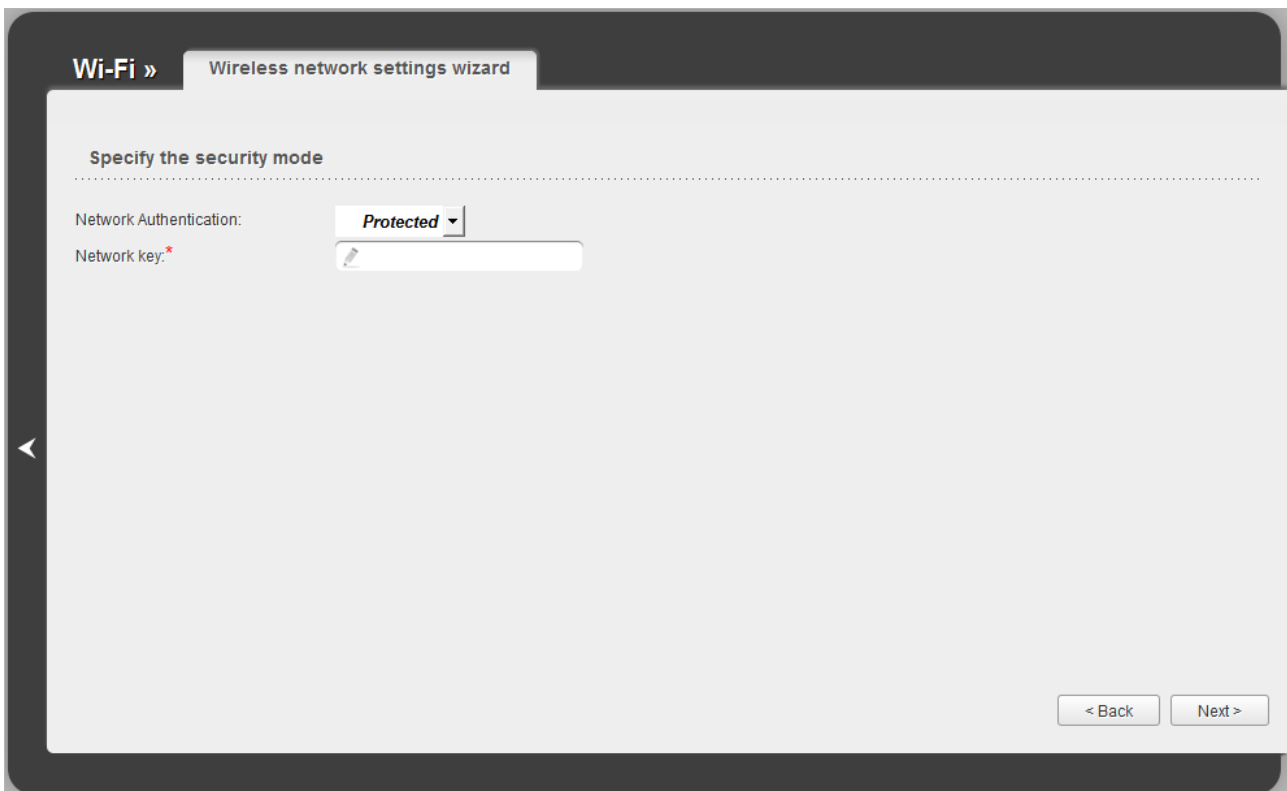 Wi-Fi » Wireless network settings wizard
Specify the security mode
Network Authentication: Protected
Network key:*
< Back Next >